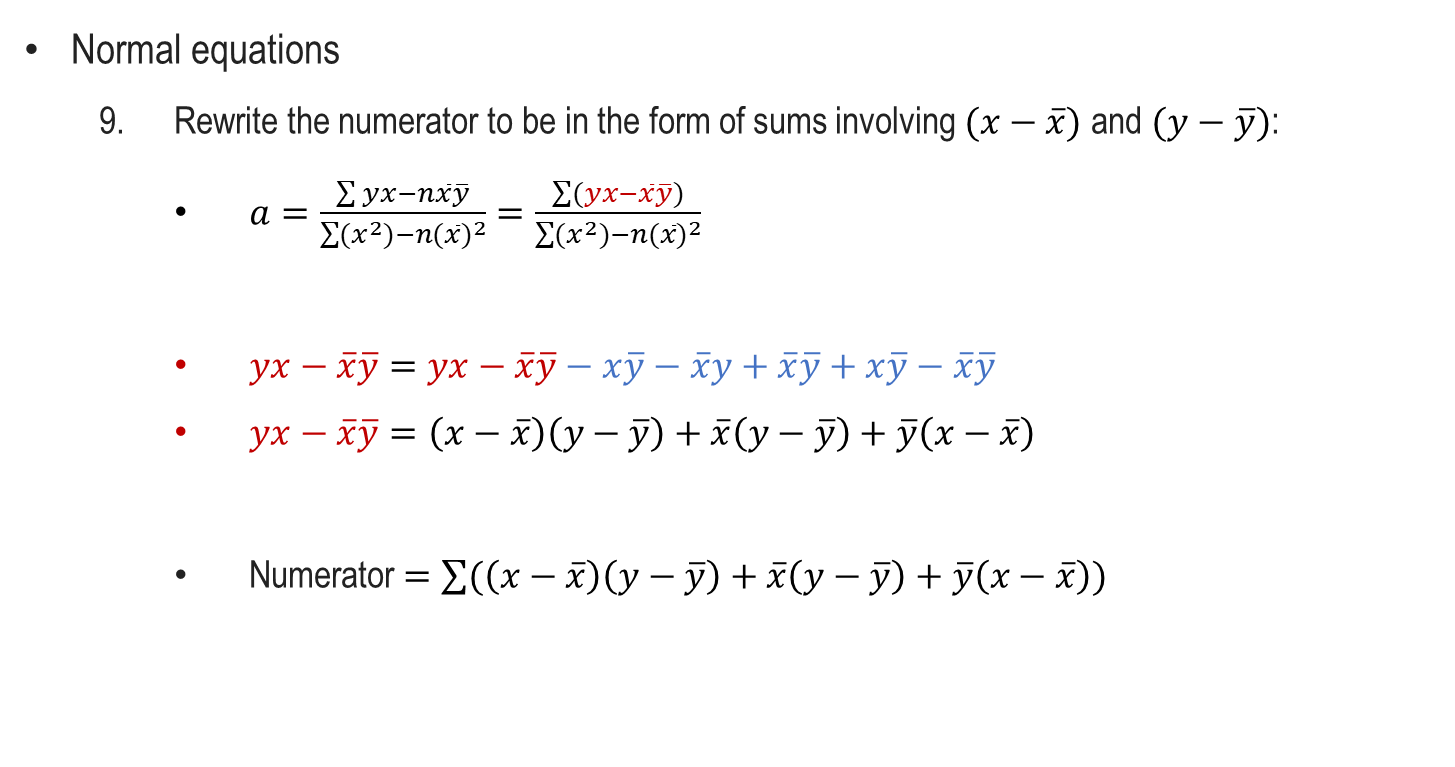 • Normal equations
9. Rewrite the numerator to be in the form of sums involving (x − x̄) and (y − ȳ):
• a = (∑ yx−nx̄ȳ)/(∑(x²)−n(x̄)²) = (∑(yx−x̄ȳ))/(∑(x²)−n(x̄)²)
• yx − x̄ȳ = yx − x̄ȳ − xȳ − x̄y + x̄ȳ + xȳ − x̄ȳ
• yx − x̄ȳ = (x − x̄)(y − ȳ) + x̄(y − ȳ) + ȳ(x − x̄)
• Numerator = ∑((x − x̄)(y − ȳ) + x̄(y − ȳ) + ȳ(x − x̄))